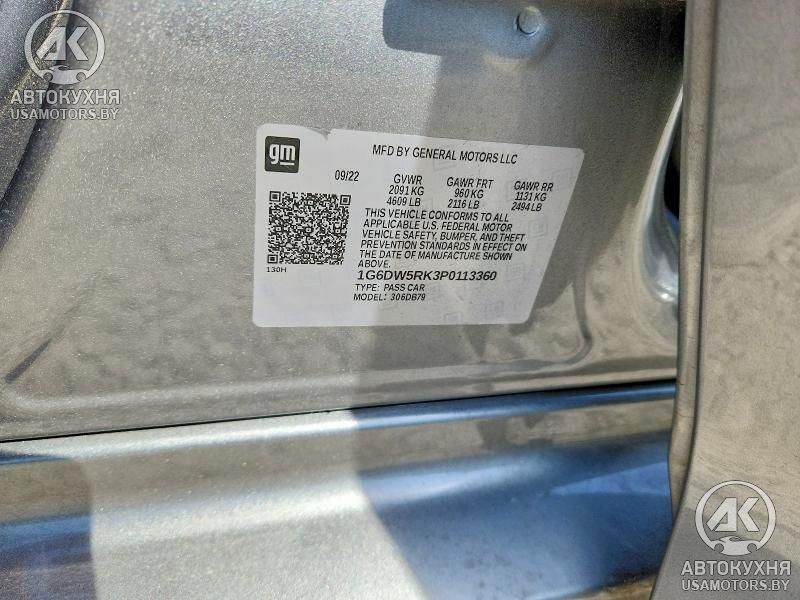 AK
АВТОКУХНЯ
USAMOTORS.BY
gm
MFD BY GENERAL MOTORS LLC
09/22 GVWR GAWR FRT GAWR RR
2091 KG 960 KG 1131 KG
4609 LB 2116 LB 2494 LB
THIS VEHICLE CONFORMS TO ALL
APPLICABLE U.S. FEDERAL MOTOR
VEHICLE SAFETY, BUMPER, AND THEFT
PREVENTION STANDARDS IN EFFECT ON
THE DATE OF MANUFACTURE SHOWN
ABOVE.
130H
1G6DW5RK3P0113360
TYPE: PASS CAR
MODEL: 306DB79
AK
АВТОКУХНЯ
USAMOTORS.BY